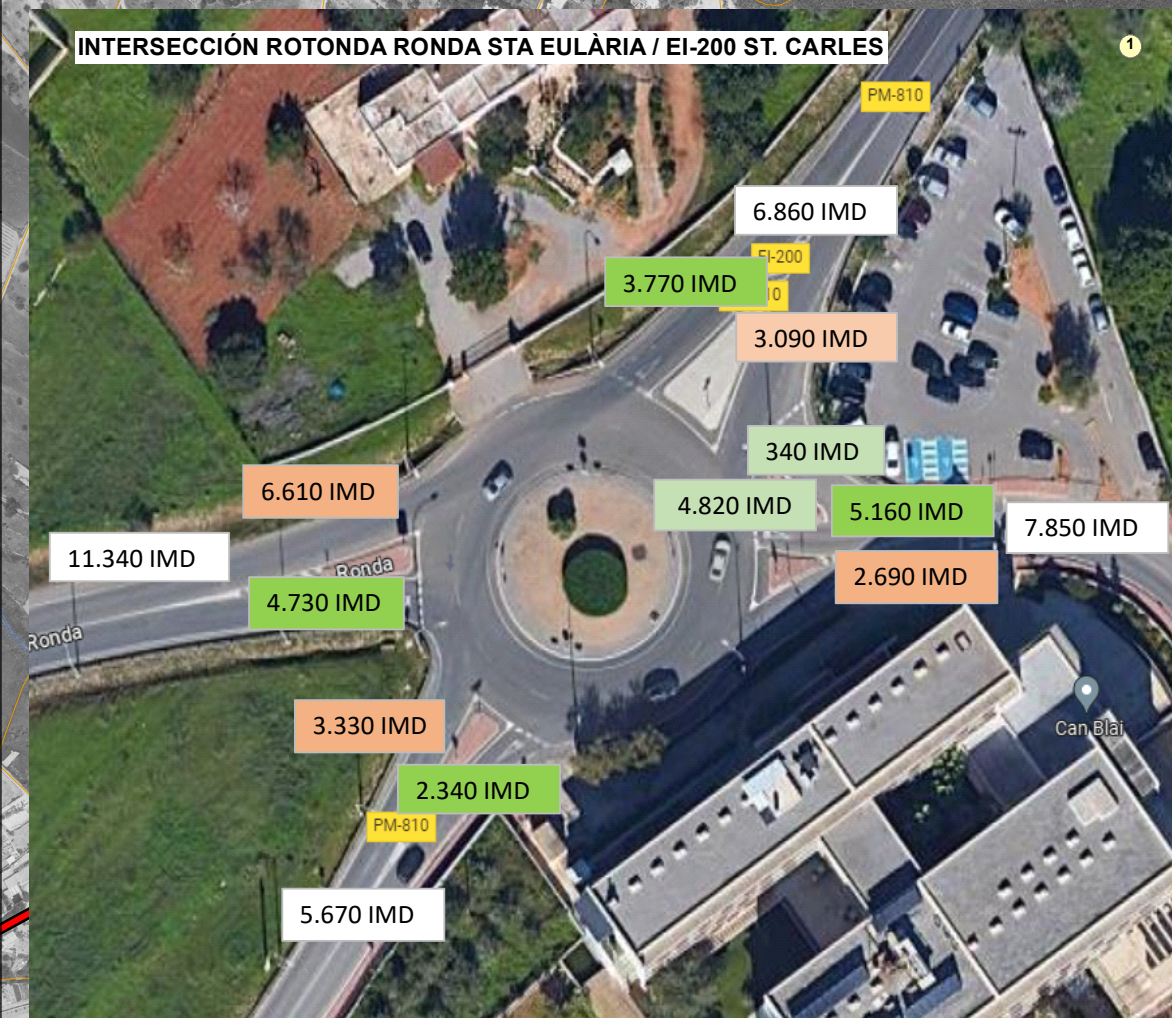 INTERSECCIÓN ROTONDA RONDA STA EULÀRIA / EI-200 ST. CARLES
1
PM-810
6.860 IMD
EI-200
3.770 IMD
10
3.090 IMD
340 IMD
6.610 IMD
4.820 IMD
5.160 IMD
7.850 IMD
11.340 IMD
Ronda
2.690 IMD
4.730 IMD
Ronda
Can Blai
3.330 IMD
2.340 IMD
PM-810
5.670 IMD